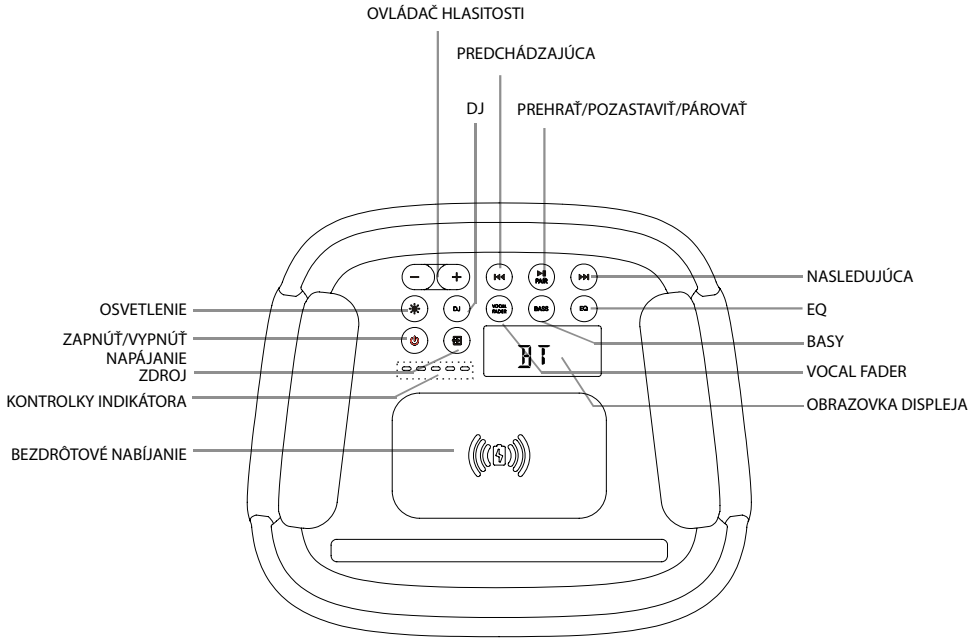 OVLÁDAČ HLASITOSTI
PREDCHÁDZAJÚCA
DJ
PREHRAŤ/POZASTAVIŤ/PÁROVAŤ
PAIR
NASLEDUJÚCA
OSVETLENIE
DJ
VOCAL
FADER
BASS
EQ
EQ
ZAPNÚŤ/VYPNÚŤ
NAPÁJANIE
ZDROJ
BT
BASY
VOCAL FADER
KONTROLKY INDIKÁTORA
OBRAZOVKA DISPLEJA
BEZDRÔTOVÉ NABÍJANIE